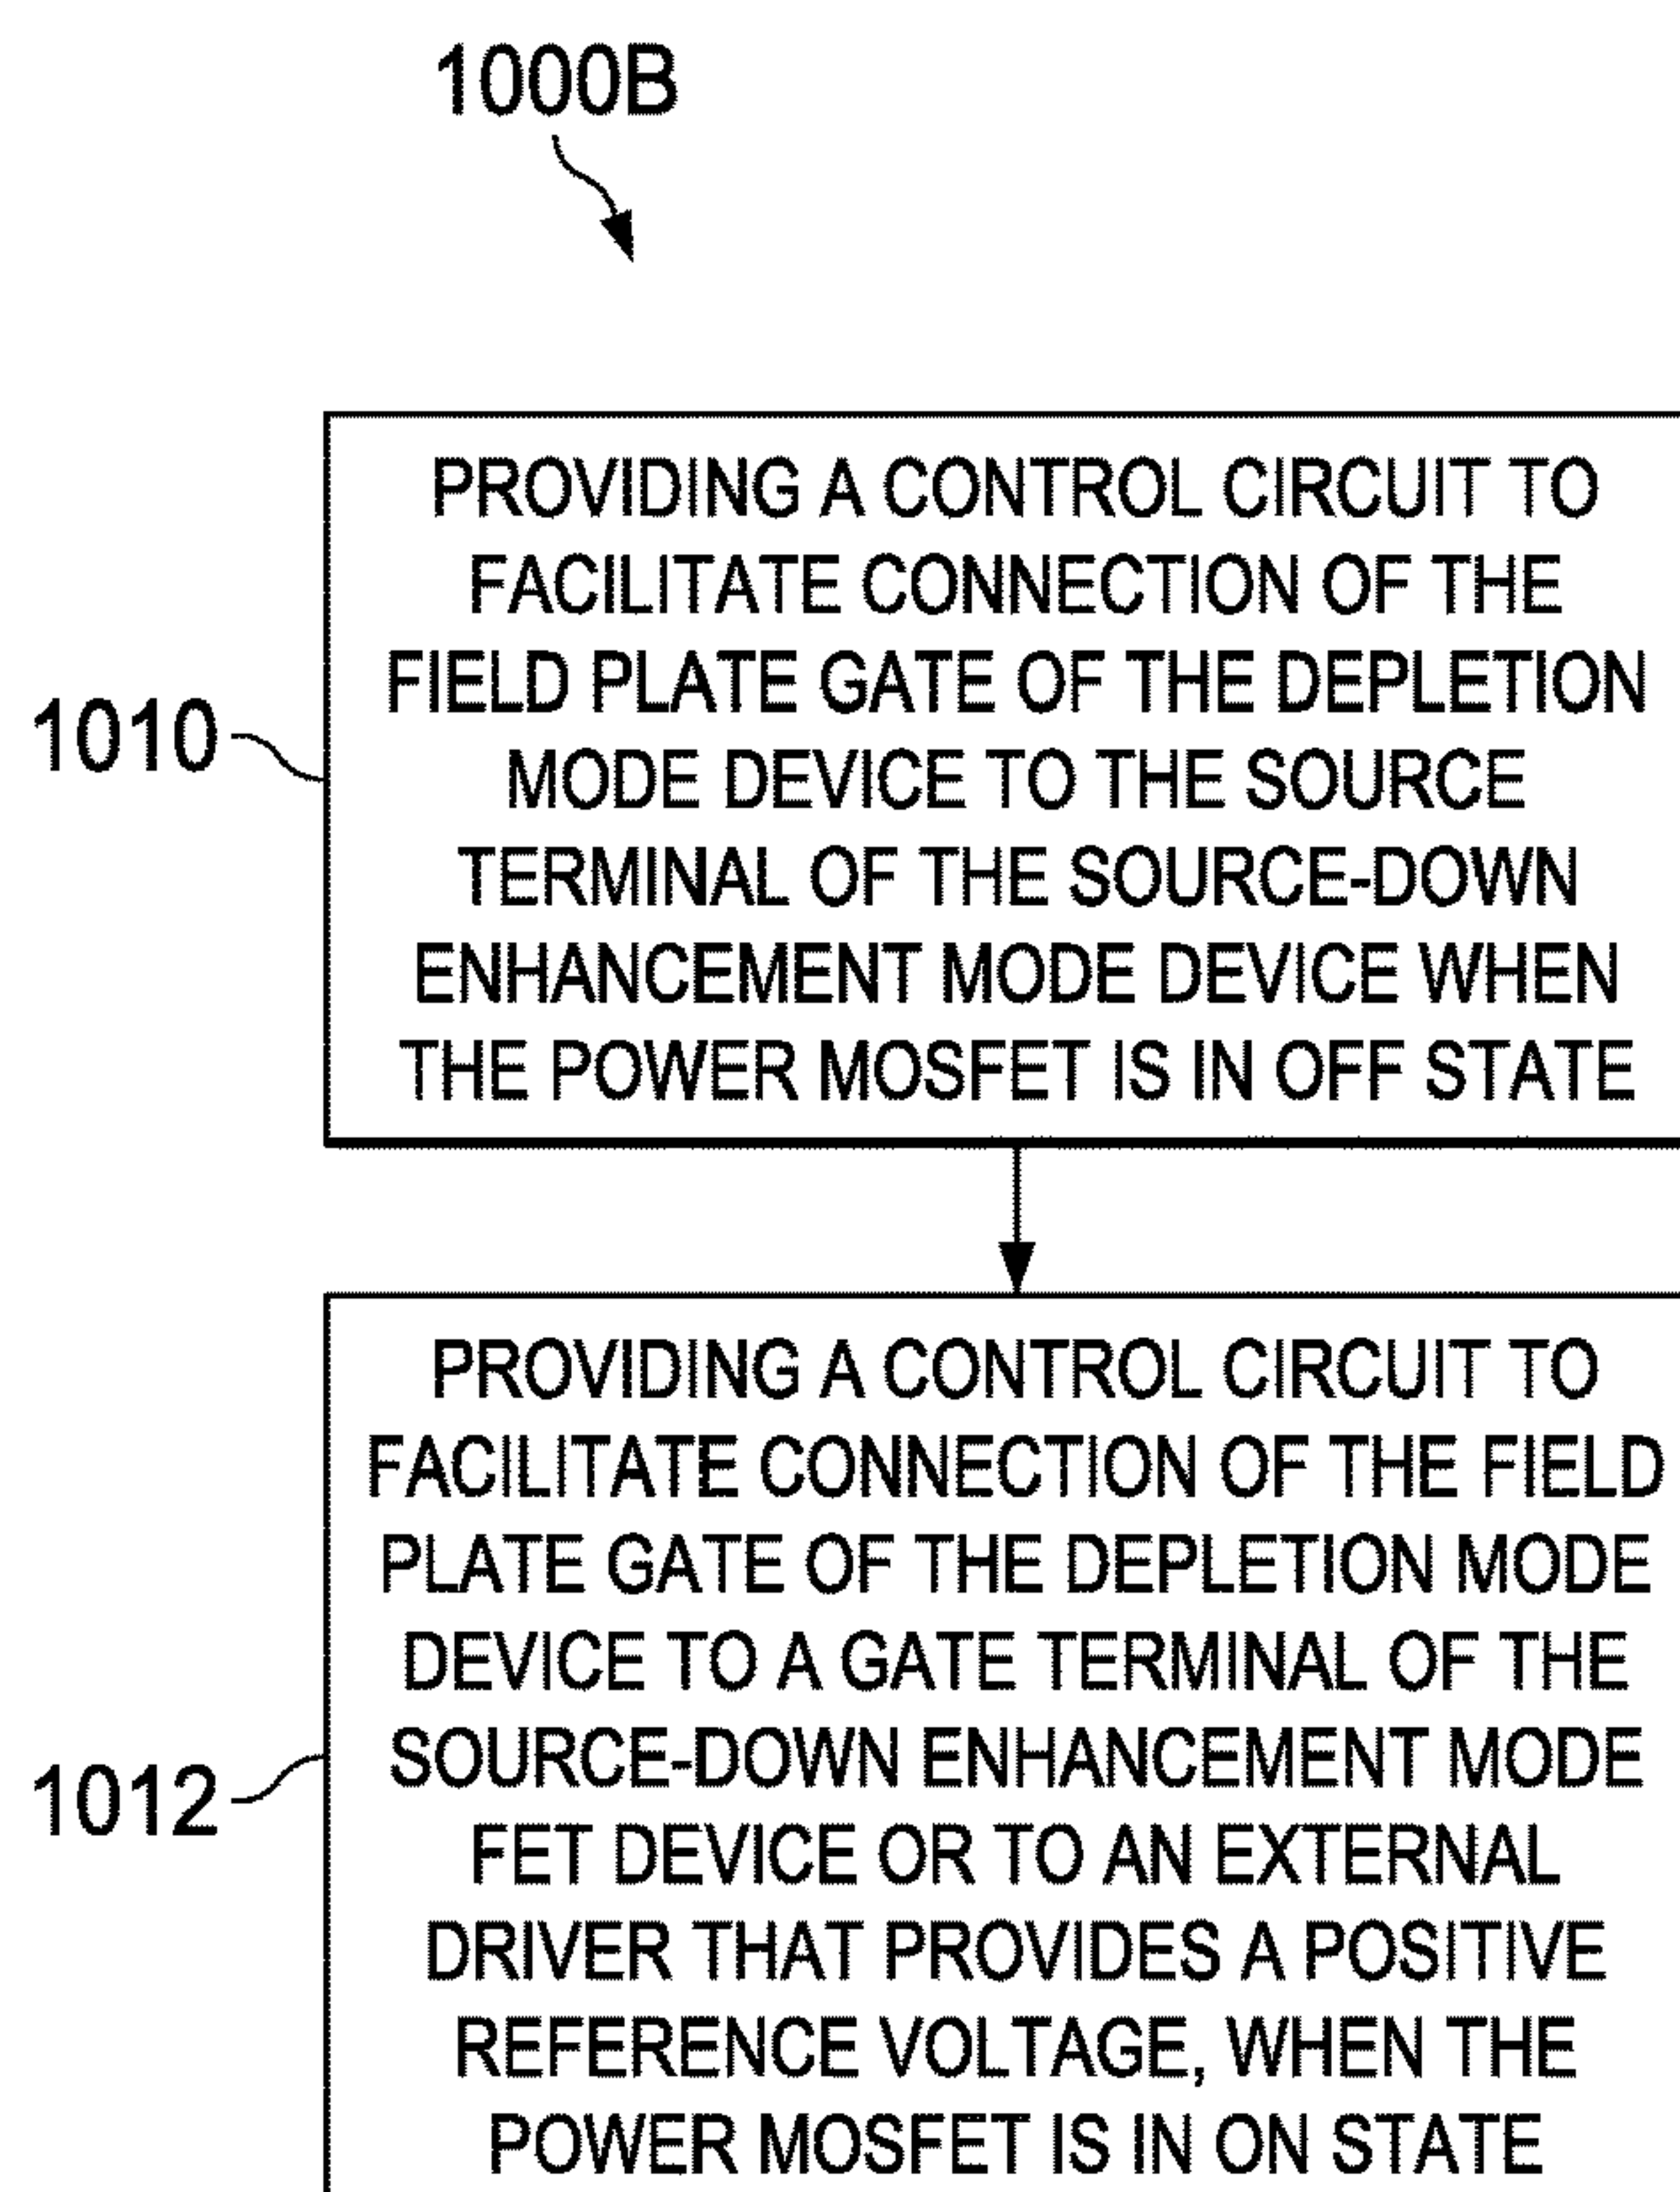 1000B
PROVIDING A CONTROL CIRCUIT TO
FACILITATE CONNECTION OF THE
FIELD PLATE GATE OF THE DEPLETION
MODE DEVICE TO THE SOURCE
TERMINAL OF THE SOURCE-DOWN
ENHANCEMENT MODE DEVICE WHEN
THE POWER MOSFET IS IN OFF STATE
1010
PROVIDING A CONTROL CIRCUIT TO
FACILITATE CONNECTION OF THE FIELD
PLATE GATE OF THE DEPLETION MODE
DEVICE TO A GATE TERMINAL OF THE
SOURCE-DOWN ENHANCEMENT MODE
FET DEVICE OR TO AN EXTERNAL
DRIVER THAT PROVIDES A POSITIVE
REFERENCE VOLTAGE, WHEN THE
POWER MOSFET IS IN ON STATE
1012